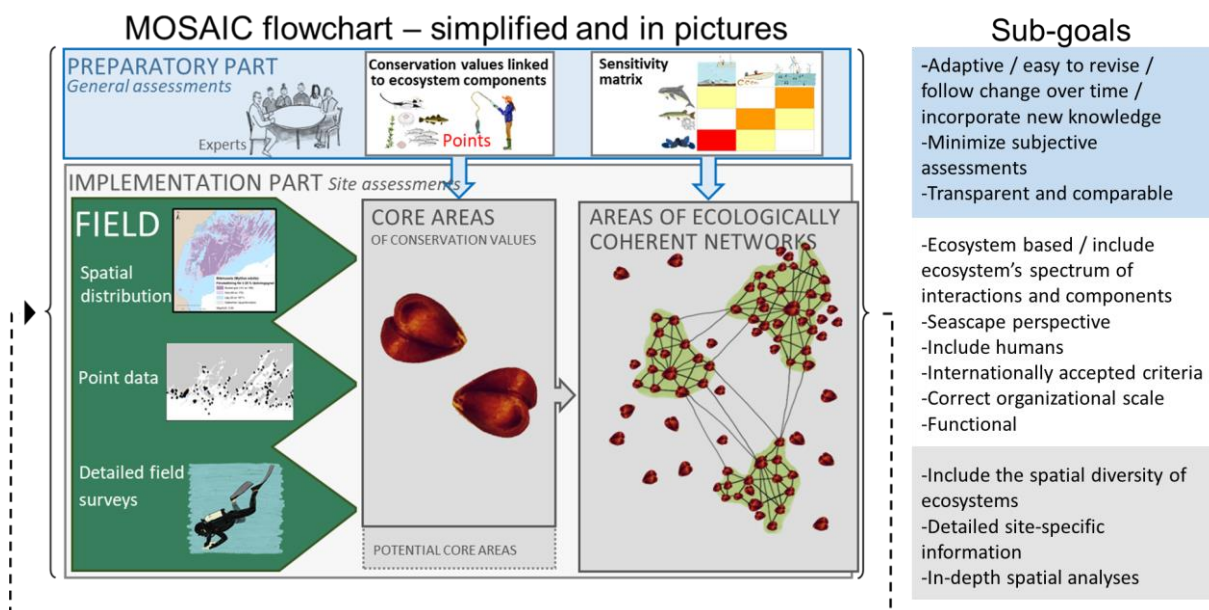 MOSAIC flowchart – simplified and in pictures
PREPARATORY PART
General assessments
Experts
Conservation values linked
to ecosystem components
Points
Sensitivity
matrix
IMPLEMENTATION PART Site assessments
FIELD
Spatial
distribution
Point data
Detailed field
surveys
CORE AREAS
OF CONSERVATION VALUES
POTENTIAL CORE AREAS
AREAS OF ECOLOGICALLY
COHERENT NETWORKS
Sub-goals
-Adaptive / easy to revise /
follow change over time /
incorporate new knowledge
-Minimize subjective
assessments
-Transparent and comparable
-Ecosystem based / include
ecosystem’s spectrum of
interactions and components
-Seascape perspective
-Include humans
-Internationally accepted criteria
-Correct organizational scale
-Functional
-Include the spatial diversity of
ecosystems
-Detailed site-specific
information
-In-depth spatial analyses